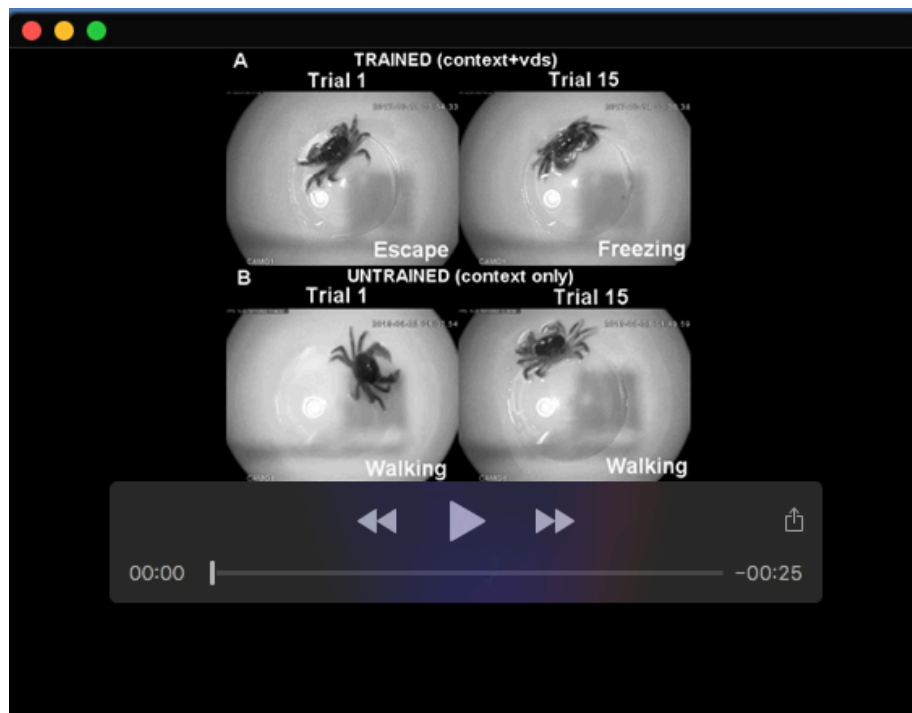 A TRAINED (context+vds)
Trial 1 Trial 15
Escape Freezing
CAM01
B UNTRAINED (context only)
Trial 1 Trial 15
Walking Walking
00:00 -00:25